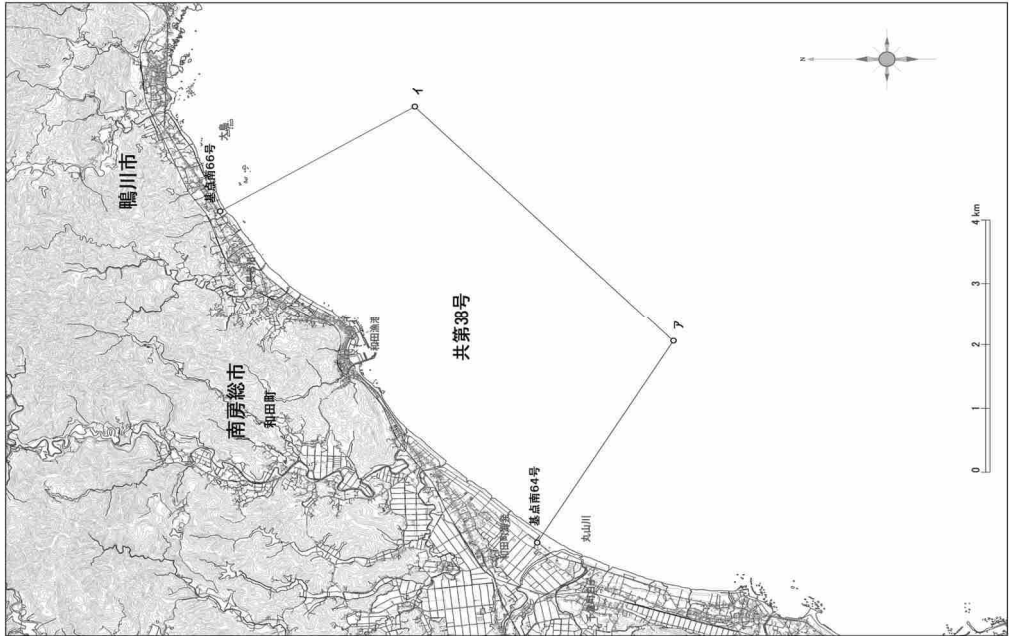 鴨川市
大島
基点南66号
イ
N
和田漁港
共第38号
南房総市
和田町
ア
基点南64号
丸山川
0 1 2 3 4 km